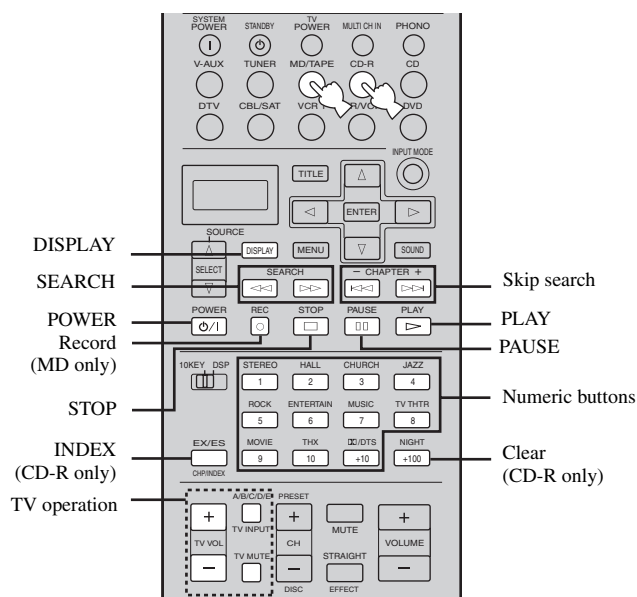 SYSTEM POWER STANDBY TV POWER MULTI CH IN PHONO
V-AUX TUNER MD/TAPE CD-R CD
DTV CBL/SAT VCR 1 R/VC DVD
INPUT MODE
TITLE
ENTER
SOURCE
DISPLAY
DISPLAY MENU SOUND
SELECT
SEARCH
SEARCH – CHAPTER +
Skip search
POWER
POWER REC STOP PAUSE PLAY
PLAY
Record
(MD only)
PAUSE
10KEY DSP
STEREO HALL CHURCH JAZZ
1 2 3 4
Numeric buttons
STOP
ROCK ENTERTAIN MUSIC TV THTR
5 6 7 8
INDEX
(CD-R only)
EX/ES MOVIE THX /DTS NIGHT
9 10 +10 +100
CHP/INDEX
Clear
(CD-R only)
TV operation
A/B/C/D/E PRESET
+ + +
TV VOL TV INPUT CH MUTE VOLUME
TV MUTE STRAIGHT
– – –
DISC EFFECT